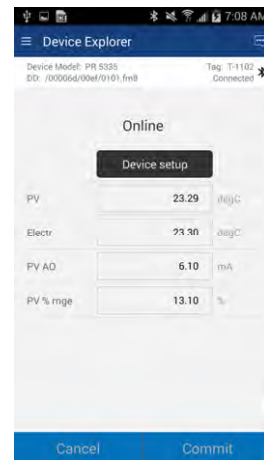 7:08 AM
Device Explorer
Device Model: PR 5335
Tag: T-1102
DD: /00006d/00ef/0101.fm8
Connected
Online
Device setup
PV 23.29 degC
Electr 23.30 degC
PV AO 6.10 mA
PV % rnge 13.10 %
Cancel Commit